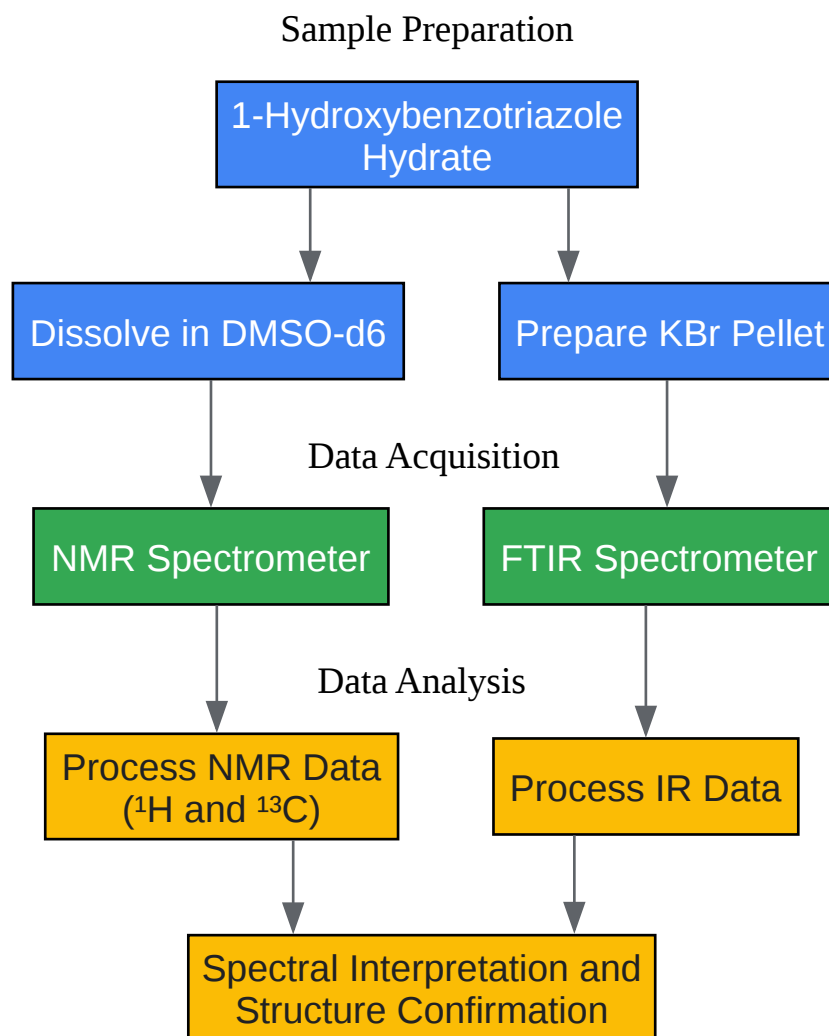 Sample Preparation
1-Hydroxybenzotriazole
Hydrate
Dissolve in DMSO-d6
Prepare KBr Pellet
Data Acquisition
NMR Spectrometer
FTIR Spectrometer
Data Analysis
Process NMR Data
(¹H and ¹³C)
Process IR Data
Spectral Interpretation and
Structure Confirmation